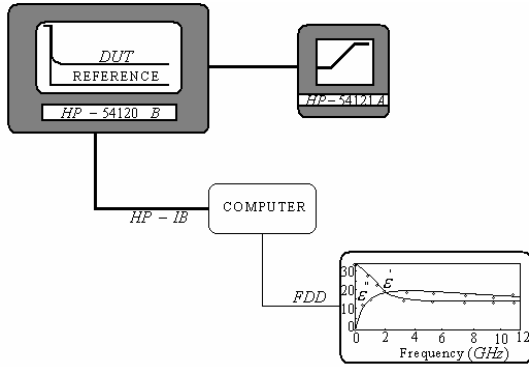 DUT
REFERENCE
HP - 54120 B
HP - 54121 A
HP - IB
COMPUTER
FDD
30
20
10
0
ε"
ε'
0 2 4 6 8 10 12
Frequency (GHz)